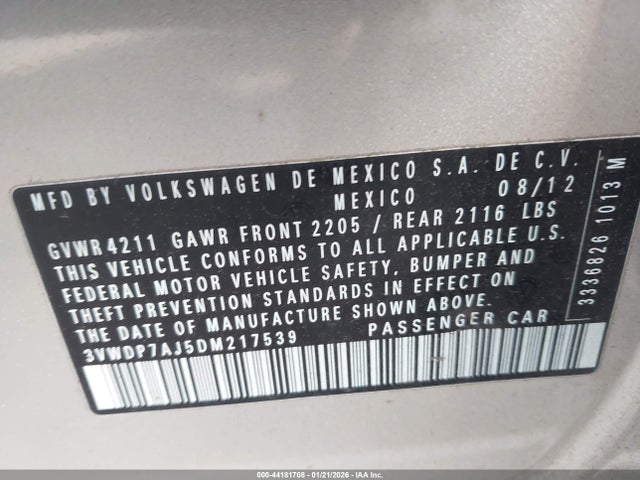 MFD BY VOLKSWAGEN DE MEXICO S.A. DE C.V.
MEXICO 08/12
GVWR 4211 GAWR FRONT 2205 / REAR 2116 LBS
THIS VEHICLE CONFORMS TO ALL APPLICABLE U.S.
FEDERAL MOTOR VEHICLE SAFETY, BUMPER AND
THEFT PREVENTION STANDARDS IN EFFECT ON
THE DATE OF MANUFACTURE SHOWN ABOVE.
3VWDP7AJ5DM217539 PASSENGER CAR
3336826 1013 M
000-44181708 - 01/21/2026 - IAA Inc.